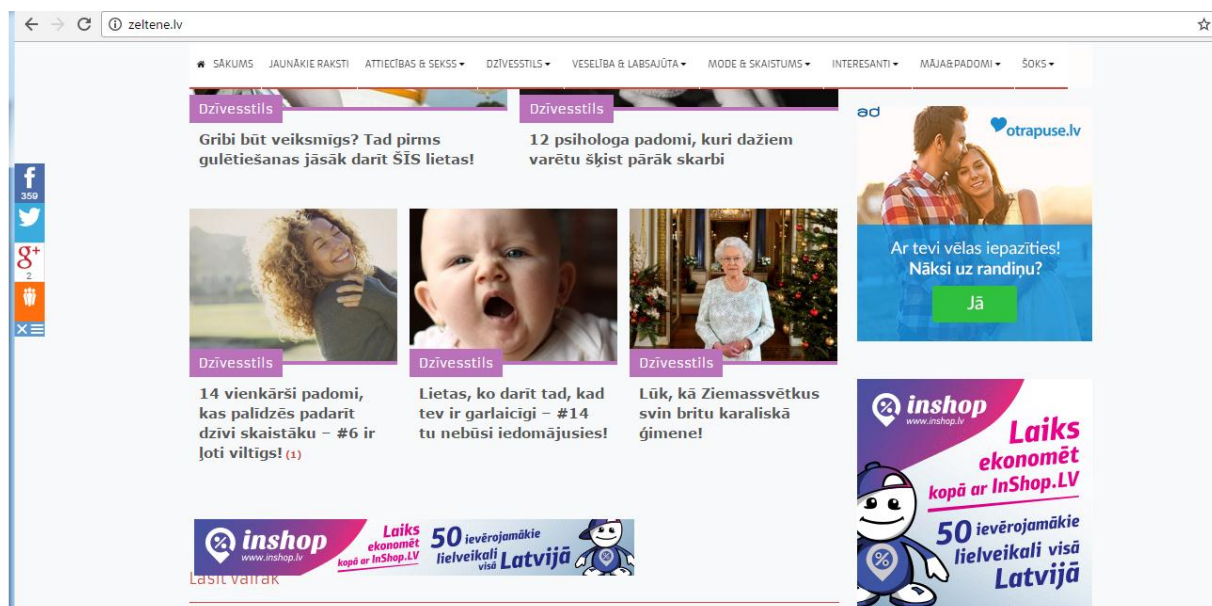 zeltene.lv
SĀKUMS JAUNĀKIE RAKSTI ATTIECĪBAS & SEKSS DZĪVESSTILS VESELĪBA & LABSAJŪTA MODE & SKAISTUMS INTERESANTI MĀJA&PADOMI ŠOKS
Dzīvesstils
Gribi būt veiksmīgs? Tad pirms
gulētiešanas jāsāk darīt ŠĪS lietas!
Dzīvesstils
12 psihologa padomi, kuri dažiem
varētu šķist pārāk skarbi
359
g+
2
Dzīvesstils
14 vienkārši padomi,
kas palīdzēs padarīt
dzīvi skaistāku – #6 ir
ļoti viltīgs! (1)
Dzīvesstils
Lietas, ko darīt tad, kad
tev ir garlaicīgi – #14
tu nebūsi iedomājusies!
Dzīvesstils
Lūk, kā Ziemassvētkus
svin britu karaliskā
ģimene!
inshop
www.inshop.lv
Laiks
ekonomēt
kopā ar InShop.LV
50 ievērojamākie
lielveikali
visā Latvijā
Lasīt vairāk
ad
otrapuse.lv
Ar tevi vēlas iepazīties!
Nāksi uz randiņu?
Jā
inshop
www.inshop.lv
Laiks
ekonomēt
kopā ar InShop.LV
50 ievērojamākie
lielveikali visā
Latvijā